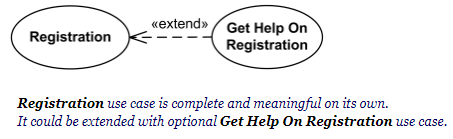 «extend»
Registration
Get Help On
Registration
Registration use case is complete and meaningful on its own.
It could be extended with optional Get Help On Registration use case.